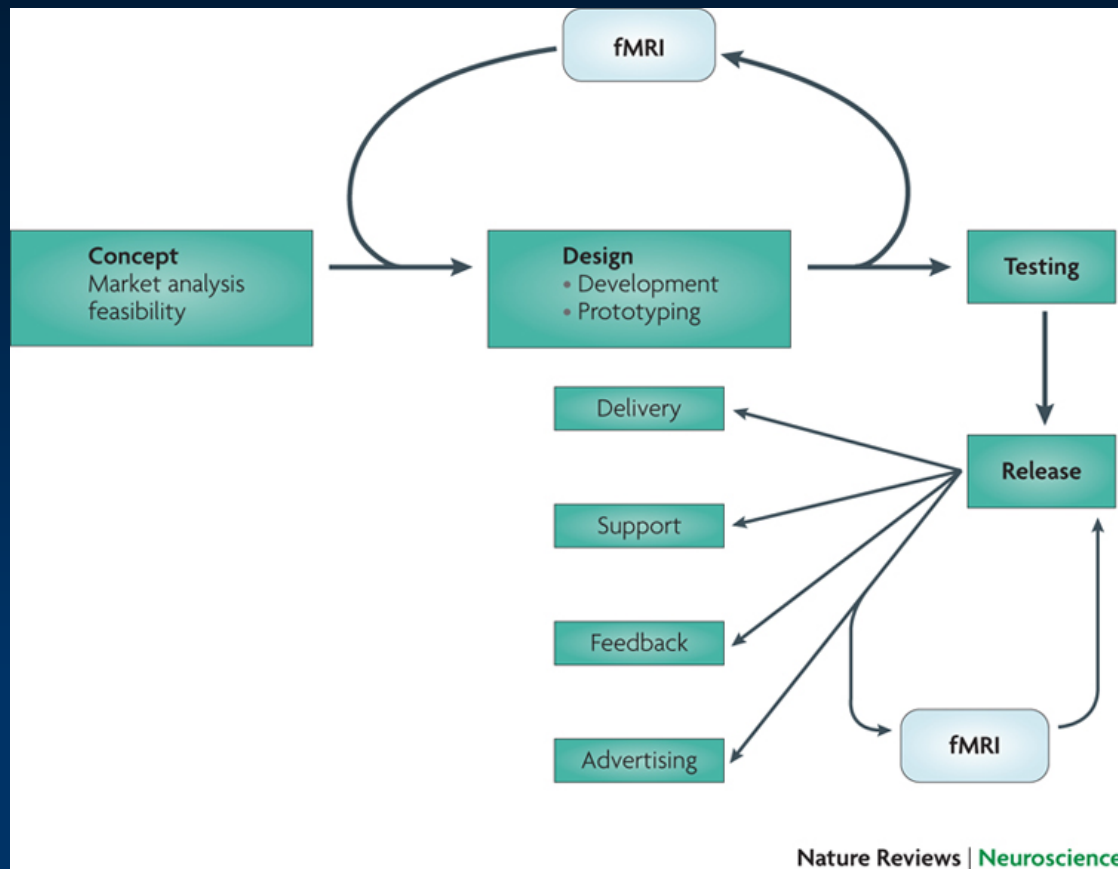 fMRI
Concept
Market analysis
feasibility
Design
• Development
• Prototyping
Testing
Delivery
Release
Support
Feedback
fMRI
Advertising
Nature Reviews | Neuroscience